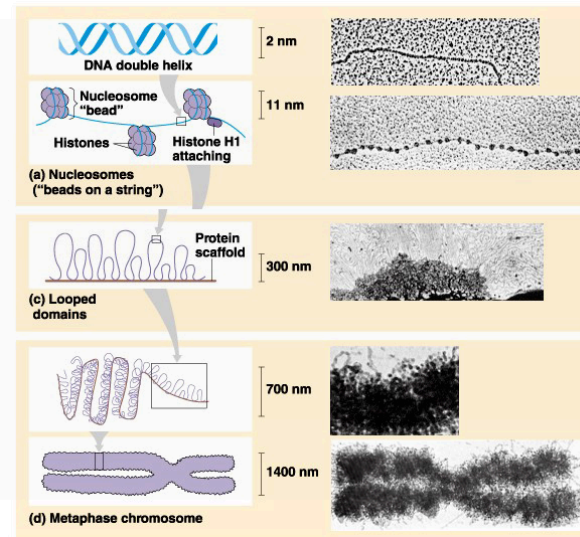 2 nm
DNA double helix
Nucleosome
"bead"
11 nm
Histones
Histone H1
attaching
(a) Nucleosomes
("beads on a string")
Protein
scaffold
300 nm
(c) Looped
domains
700 nm
1400 nm
(d) Metaphase chromosome